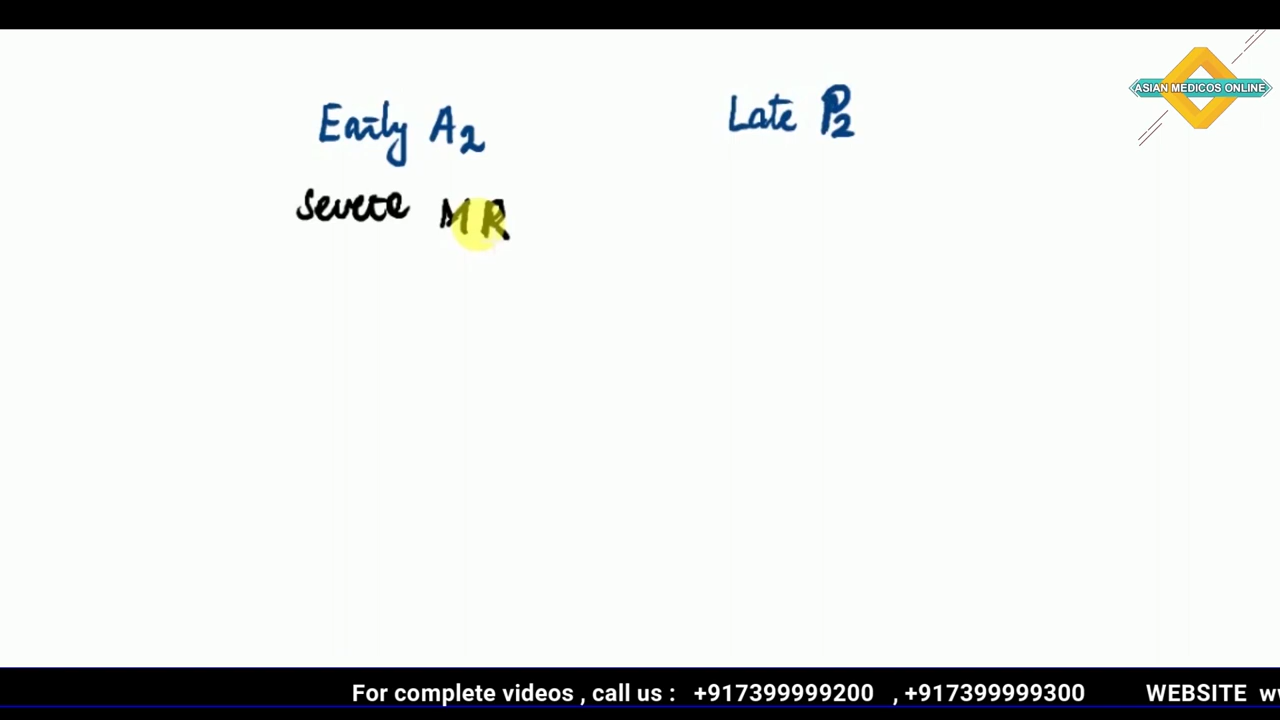 ASIAN MEDICOS ONLINE
Early A2
Late P2
Severe MR
For complete videos , call us : +917399999200 , +917399999300 WEBSITE